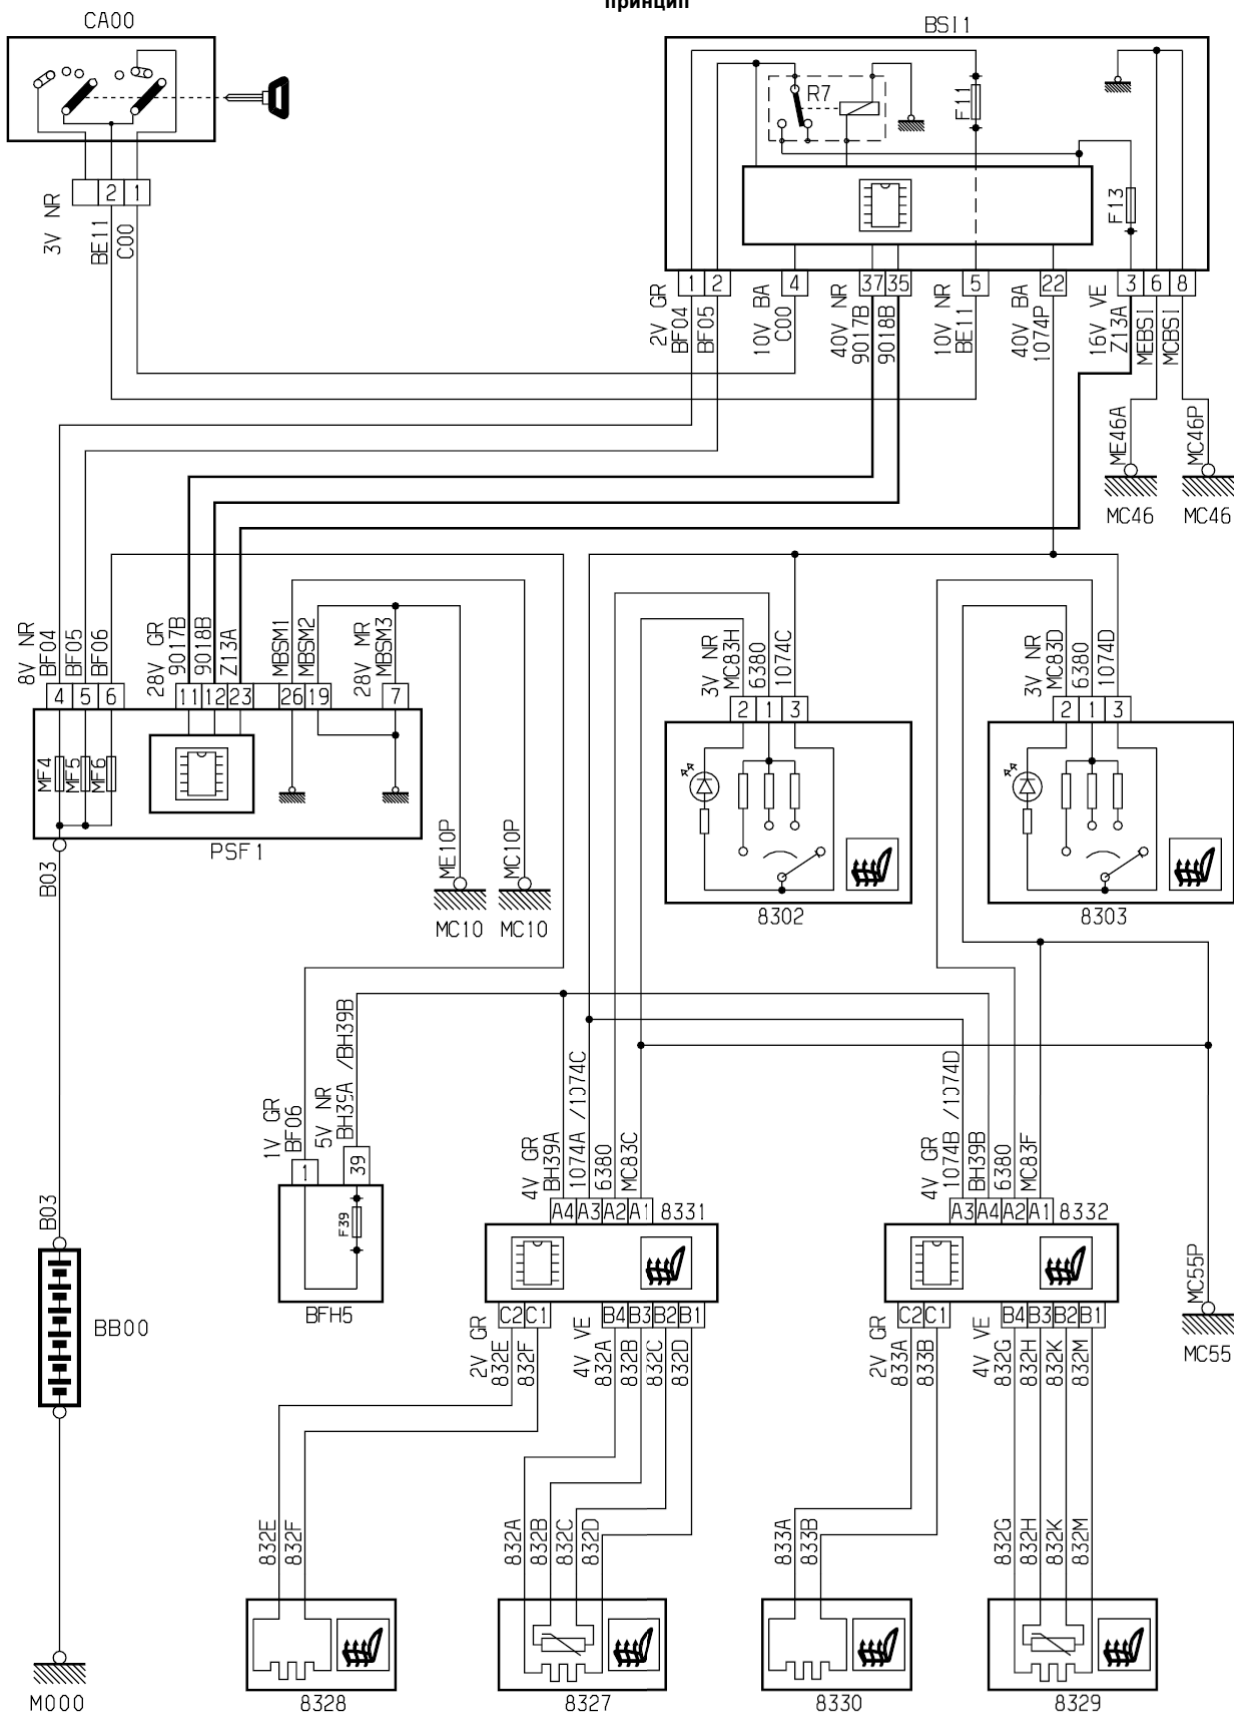 принцип
CA00
BSI1
R7
F11
F13
2
1
3V NR
BE11
C00
1
2
4
37
35
5
22
3
6
8
2V GR
BF04
BF05
10V BA
C00
40V NR
9017B
9018B
10V NR
BE11
40V BA
1074P
16V VE
Z13A
MEBSI
MCBSI
ME46A
MC46P
MC46
MC46
8V NR
BF04
BF05
BF06
28V GR
9017B
9018B
Z13A
MBSM1
MBSM2
28V MR
MBSM3
4
5
6
11
12
23
26
19
7
MF4
MF5
MF6
PSF1
B03
ME10P
MC10P
MC10
MC10
3V NR
MC83H
6380
1074C
2
1
3
8302
3V NR
MC83D
6380
1074D
2
1
3
8303
1V GR
BF06
5V NR
BH39A /BH39B
1
39
F39
BFH5
4V GR
BH39A
1074A /1074C
6380
MC83C
A4
A3
A2
A1
8331
4V GR
1074B /1074D
BH39B
6380
MC83F
A3
A4
A2
A1
8332
B03
BB00
C2
C1
B4
B3
B2
B1
2V GR
832E
832F
4V VE
832A
832B
832C
832D
C2
C1
B4
B3
B2
B1
2V GR
833A
833B
4V VE
832G
832H
832K
832M
MC55P
MC55
832E
832F
832A
832B
832C
832D
833A
833B
832G
832H
832K
832M
M000
8328
8327
8330
8329